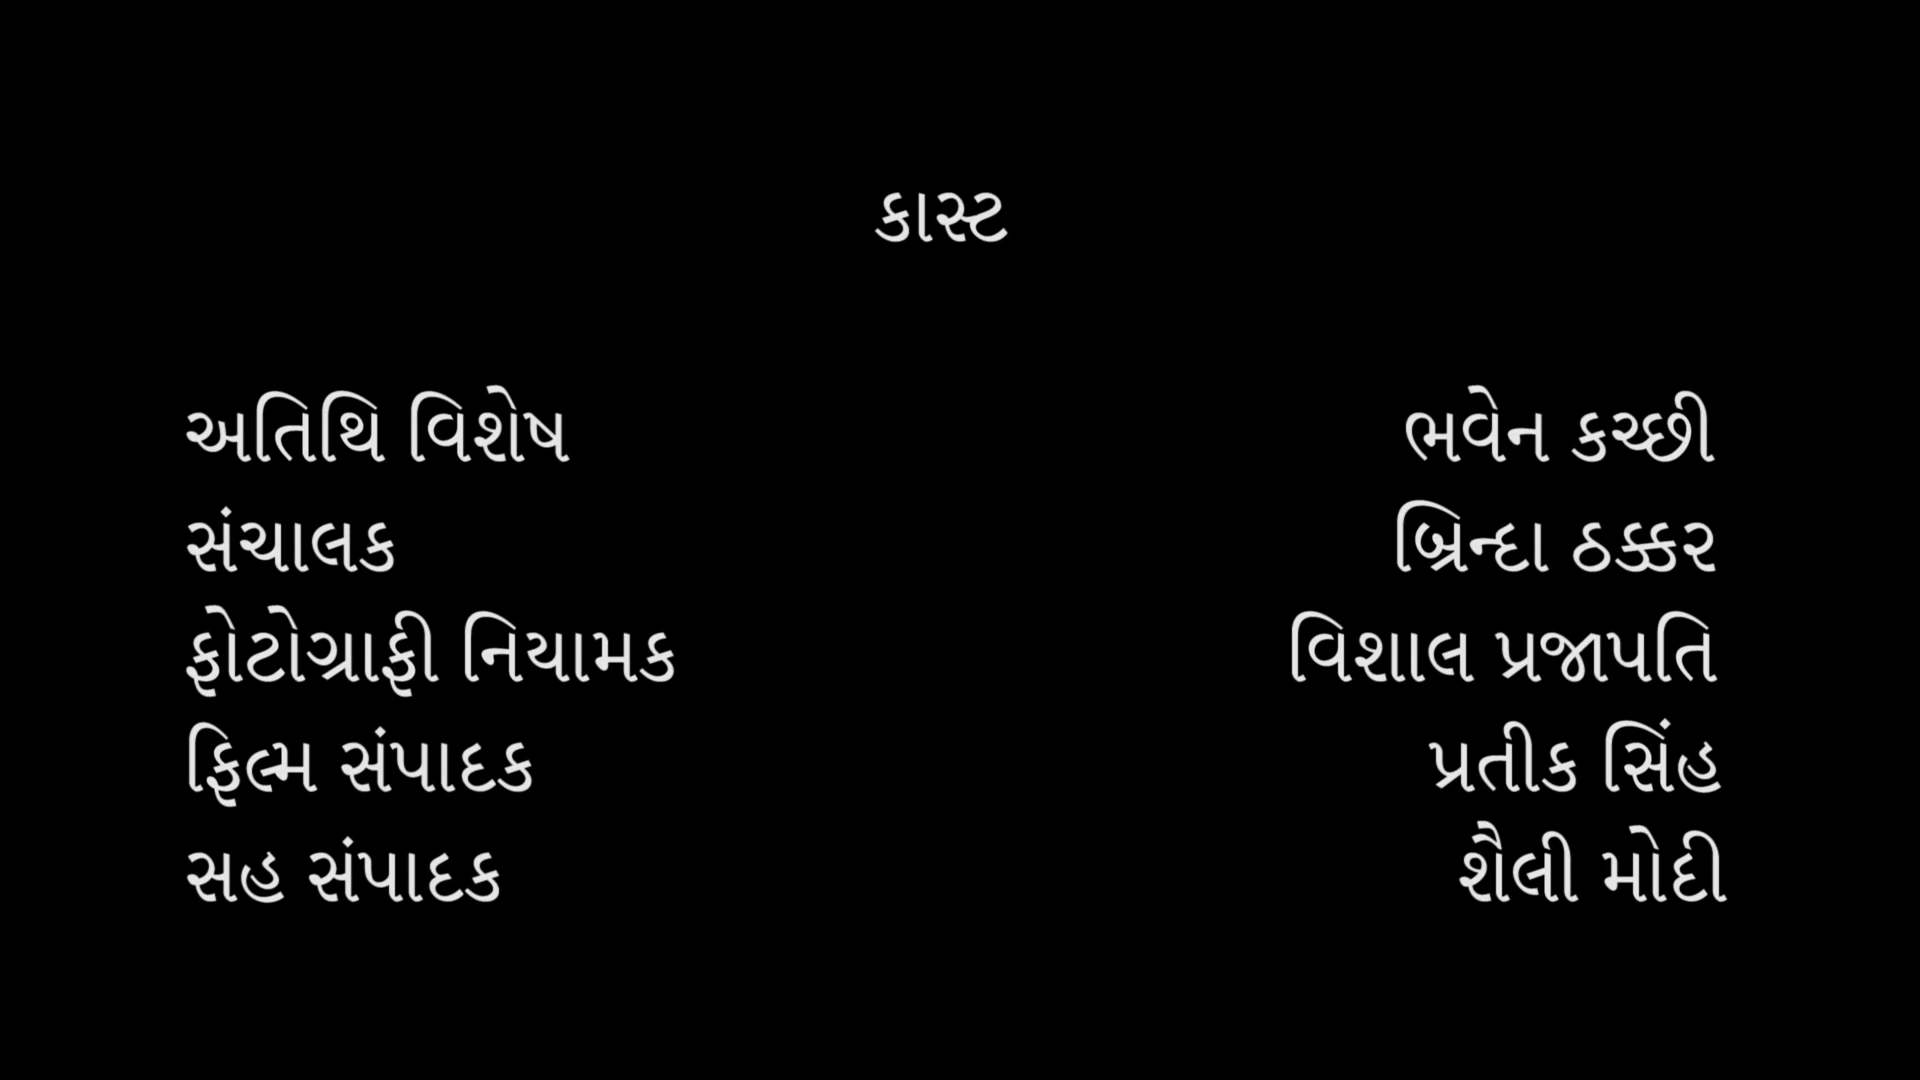 કાસ્ટ
અતિથિ વિશેષ ભવેન કચ્છી
સંચાલક બ્રિન્દા ઠક્કર
ફોટોગ્રાફી નિયામક વિશાલ પ્રજાપતિ
ફિલ્મ સંપાદક પ્રતીક સિંહ
સહ સંપાદક શૈલી મોદી